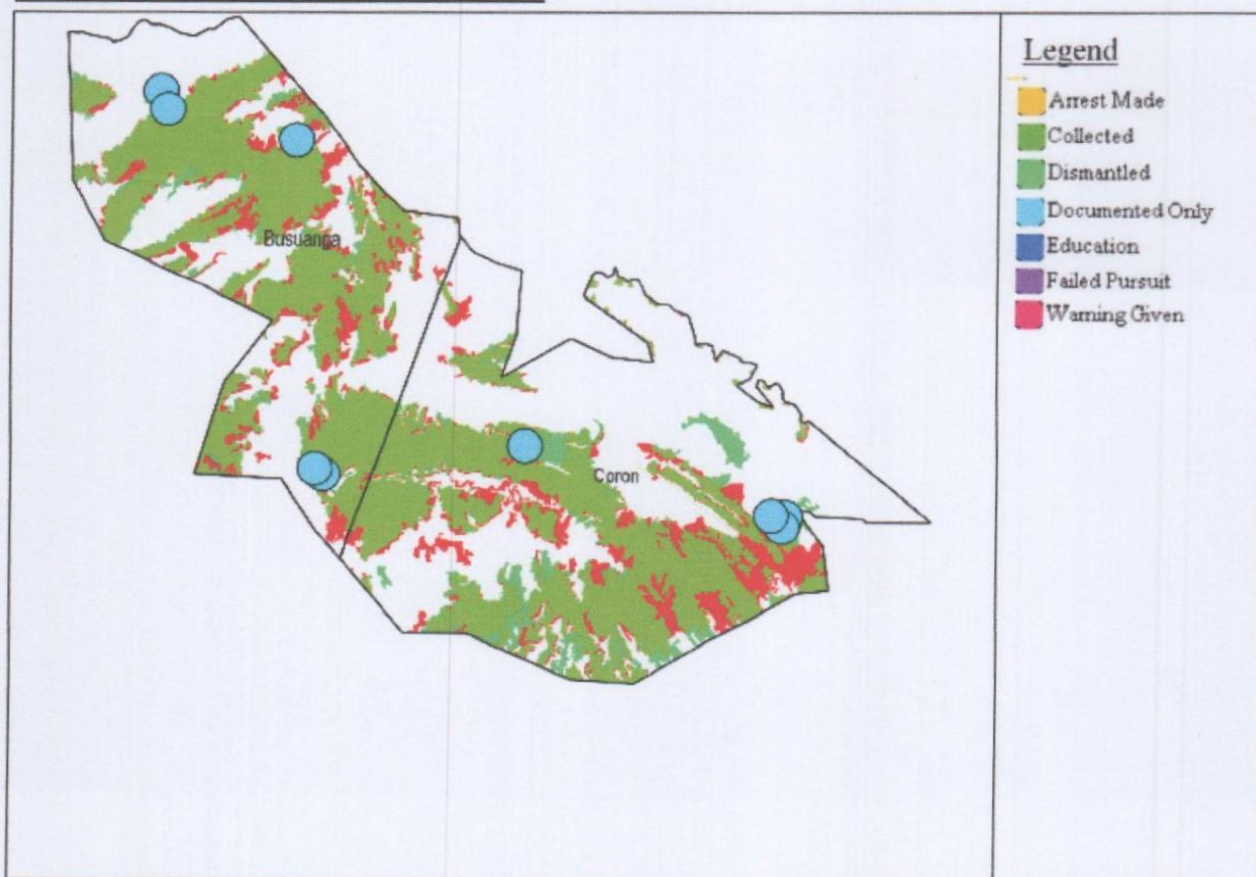 Legend
Arrest Made
Collected
Dismantled
Documented Only
Education
Failed Pursuit
Warning Given
Busuanga
Coron